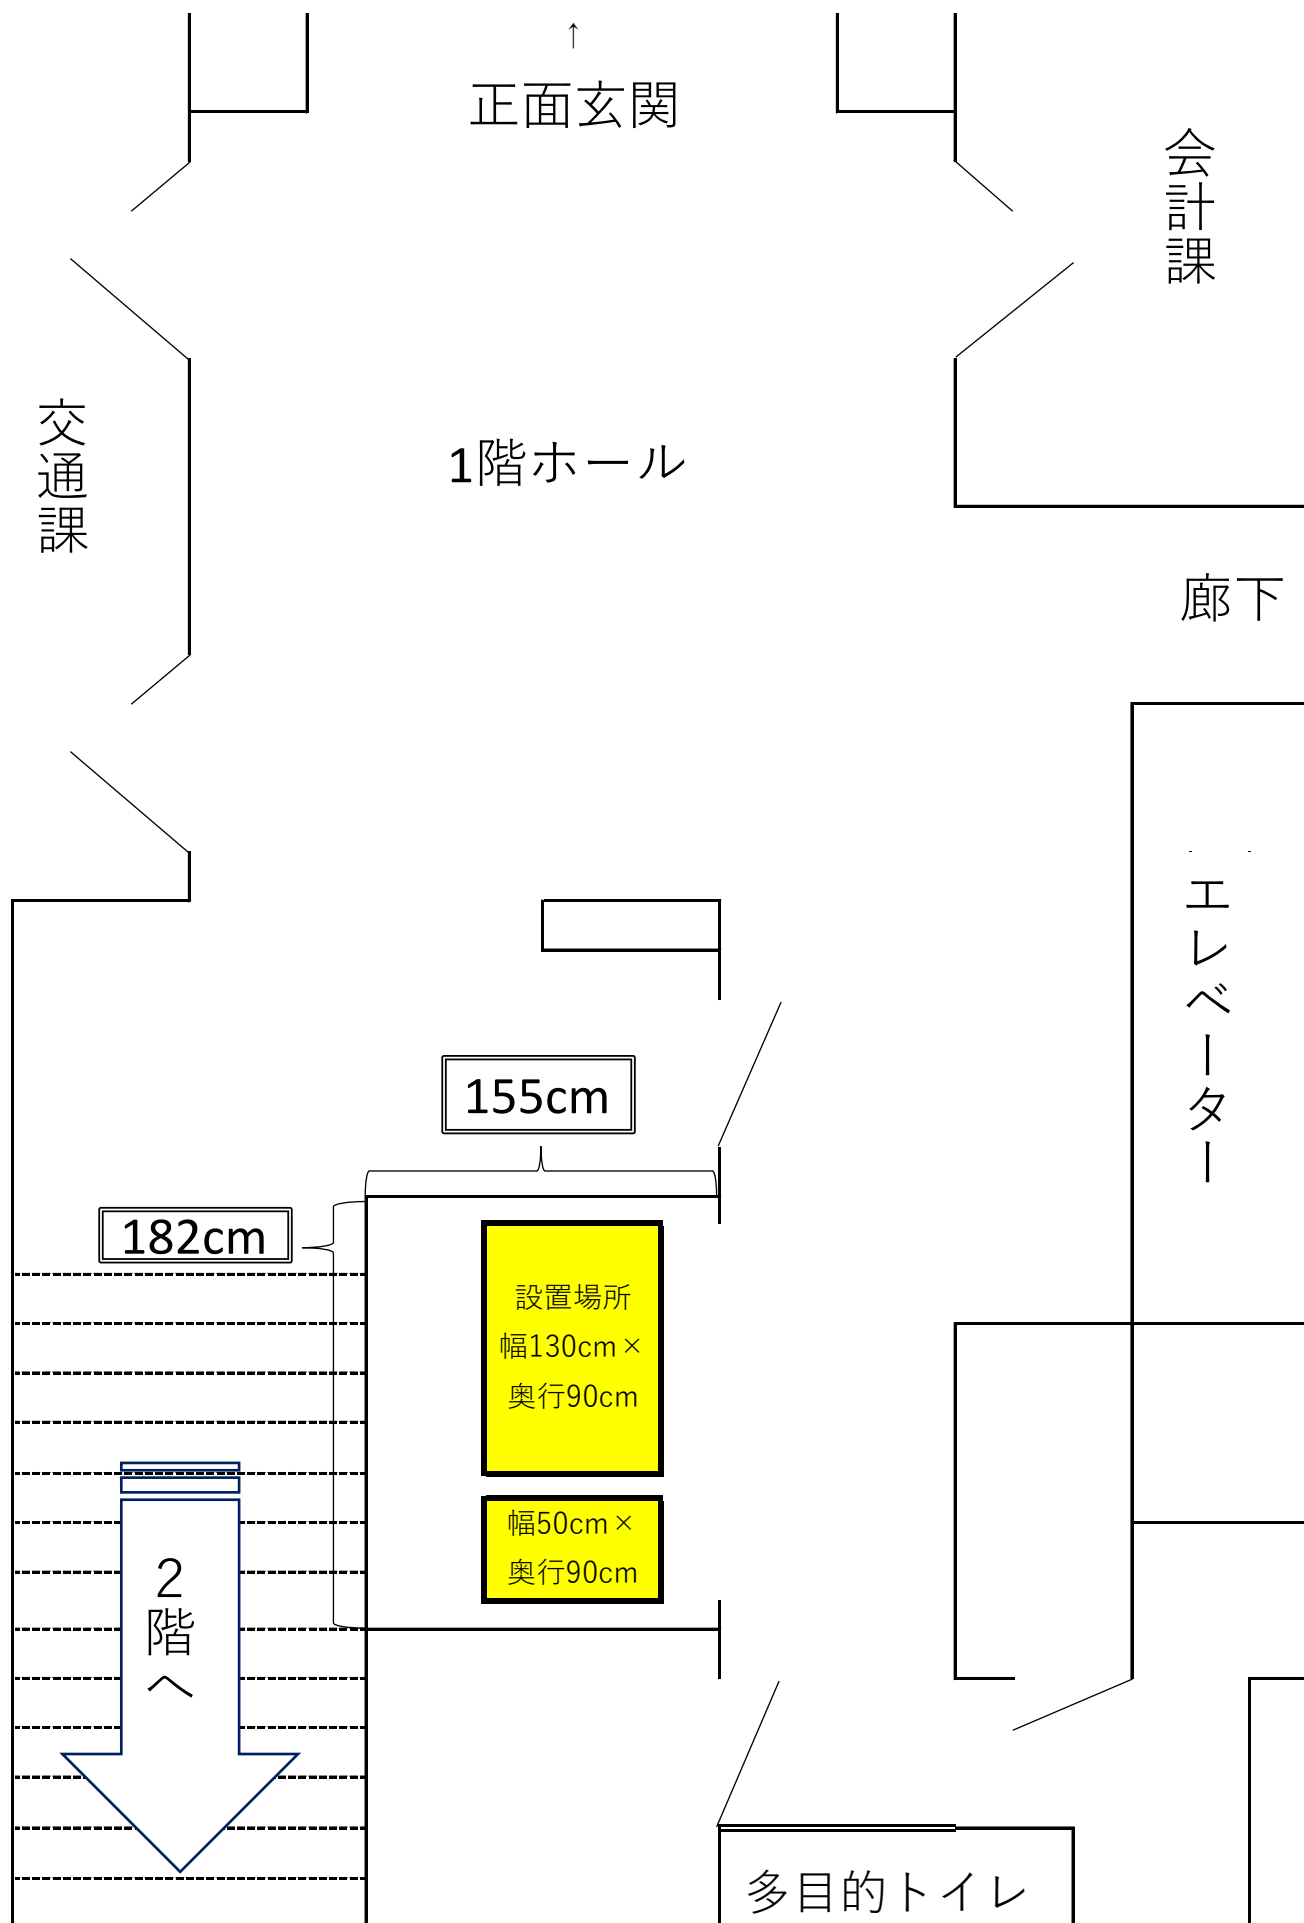 ↑
正面玄関
会計課
交通課
1階ホール
廊下
エレベーター
155cm
182cm
設置場所
幅130cm×
奥行90cm
幅50cm×
奥行90cm
2階へ
多目的トイレ